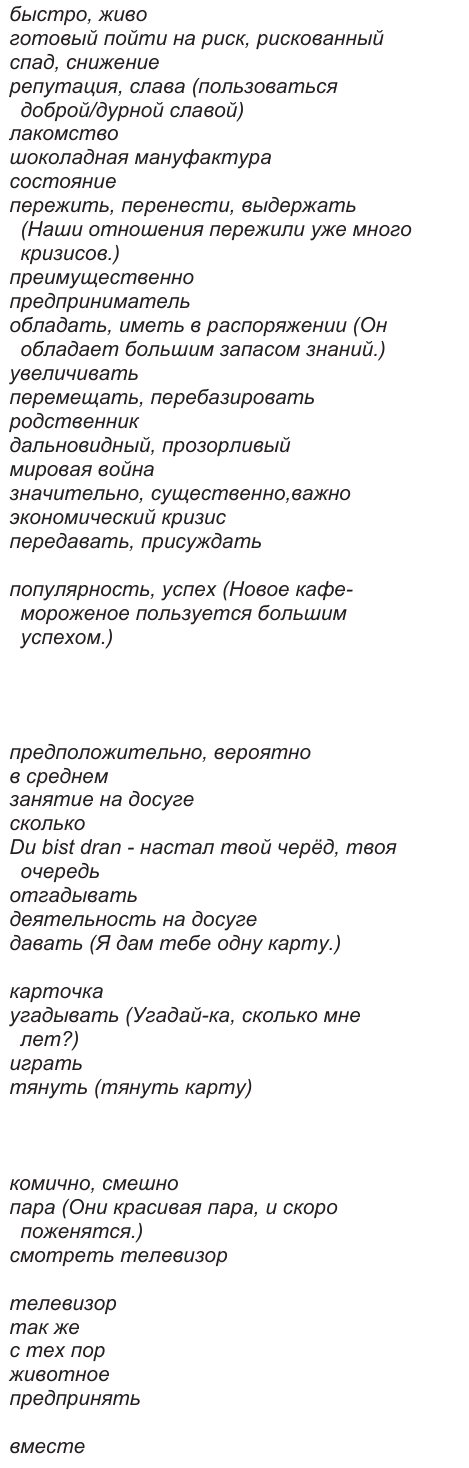 быстро, живо
готовый пойти на риск, рискованный
спад, снижение
репутация, слава (пользоваться
доброй/дурной славой)
лакомство
шоколадная мануфактура
состояние
пережить, перенести, выдержать
(Наши отношения пережили уже много
кризисов.)
преимущественно
предприниматель
обладать, иметь в распоряжении (Он
обладает большим запасом знаний.)
увеличивать
перемещать, перебазировать
родственник
дальновидный, прозорливый
мировая война
значительно, существенно,важно
экономический кризис
передавать, присуждать
популярность, успех (Новое кафе-
мороженое пользуется большим
успехом.)
предположительно, вероятно
в среднем
занятие на досуге
сколько
Du bist dran - настал твой черёд, твоя
очередь
отгадывать
деятельность на досуге
давать (Я дам тебе одну карту.)
карточка
угадывать (Угадай-ка, сколько мне
лет?)
играть
тянуть (тянуть карту)
комично, смешно
пара (Они красивая пара, и скоро
поженятся.)
смотреть телевизор
телевизор
так же
с тех пор
животное
предпринять
вместе